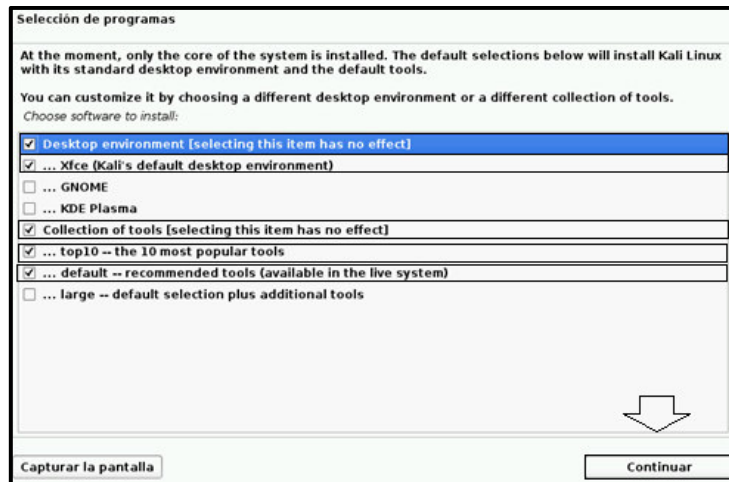 Selección de programas
At the moment, only the core of the system is installed. The default selections below will install Kali Linux
with its standard desktop environment and the default tools.
You can customize it by choosing a different desktop environment or a different collection of tools.
Choose software to install:
Desktop environment [selecting this item has no effect]
... Xfce (Kali's default desktop environment)
... GNOME
... KDE Plasma
Collection of tools [selecting this item has no effect]
... top10 -- the 10 most popular tools
... default -- recommended tools (available in the live system)
... large -- default selection plus additional tools
Capturar la pantalla
Continuar